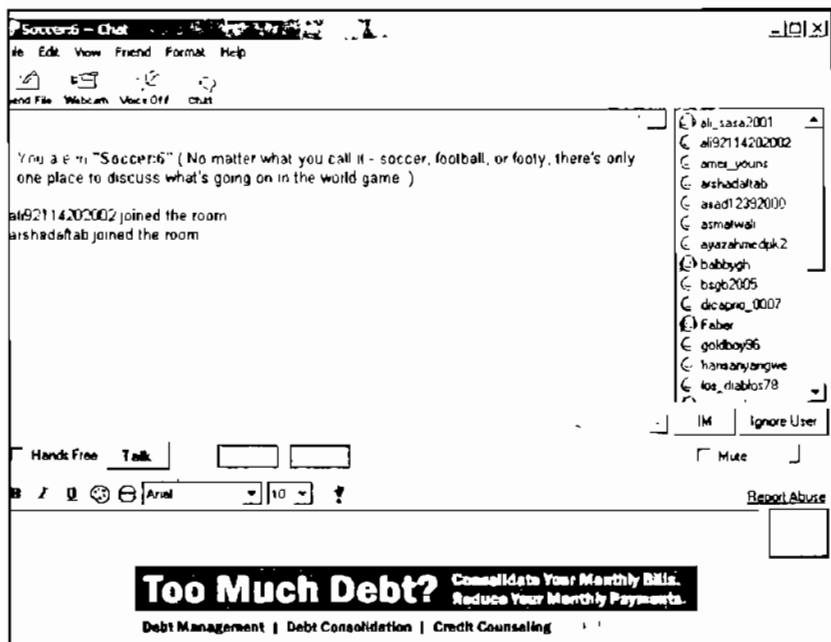 Soccer:6 – Chat
Edit View Friend Format Help
File Webcam Voice Off Chat
"Soccer:6" ( No matter what you call it - soccer, football, or footy, there's only
one place to discuss what's going on in the world game )
ali92114202002 joined the room
arshadaftab joined the room
ali_sasa2001
ali92114202002
amer_youns
arshadaftab
asad12392000
asmatwali
ayazahmedpk2
babbygh
bsgb2005
dicaprio_0007
Faber
goldboy96
hansanyangwe
los_diablos78
IM Ignore User
Hands Free Talk
Mute
B I U Arial 10
Report Abuse
Too Much Debt? Consolidate Your Monthly Bills.
Reduce Your Monthly Payments.
Debt Management | Debt Consolidation | Credit Counseling